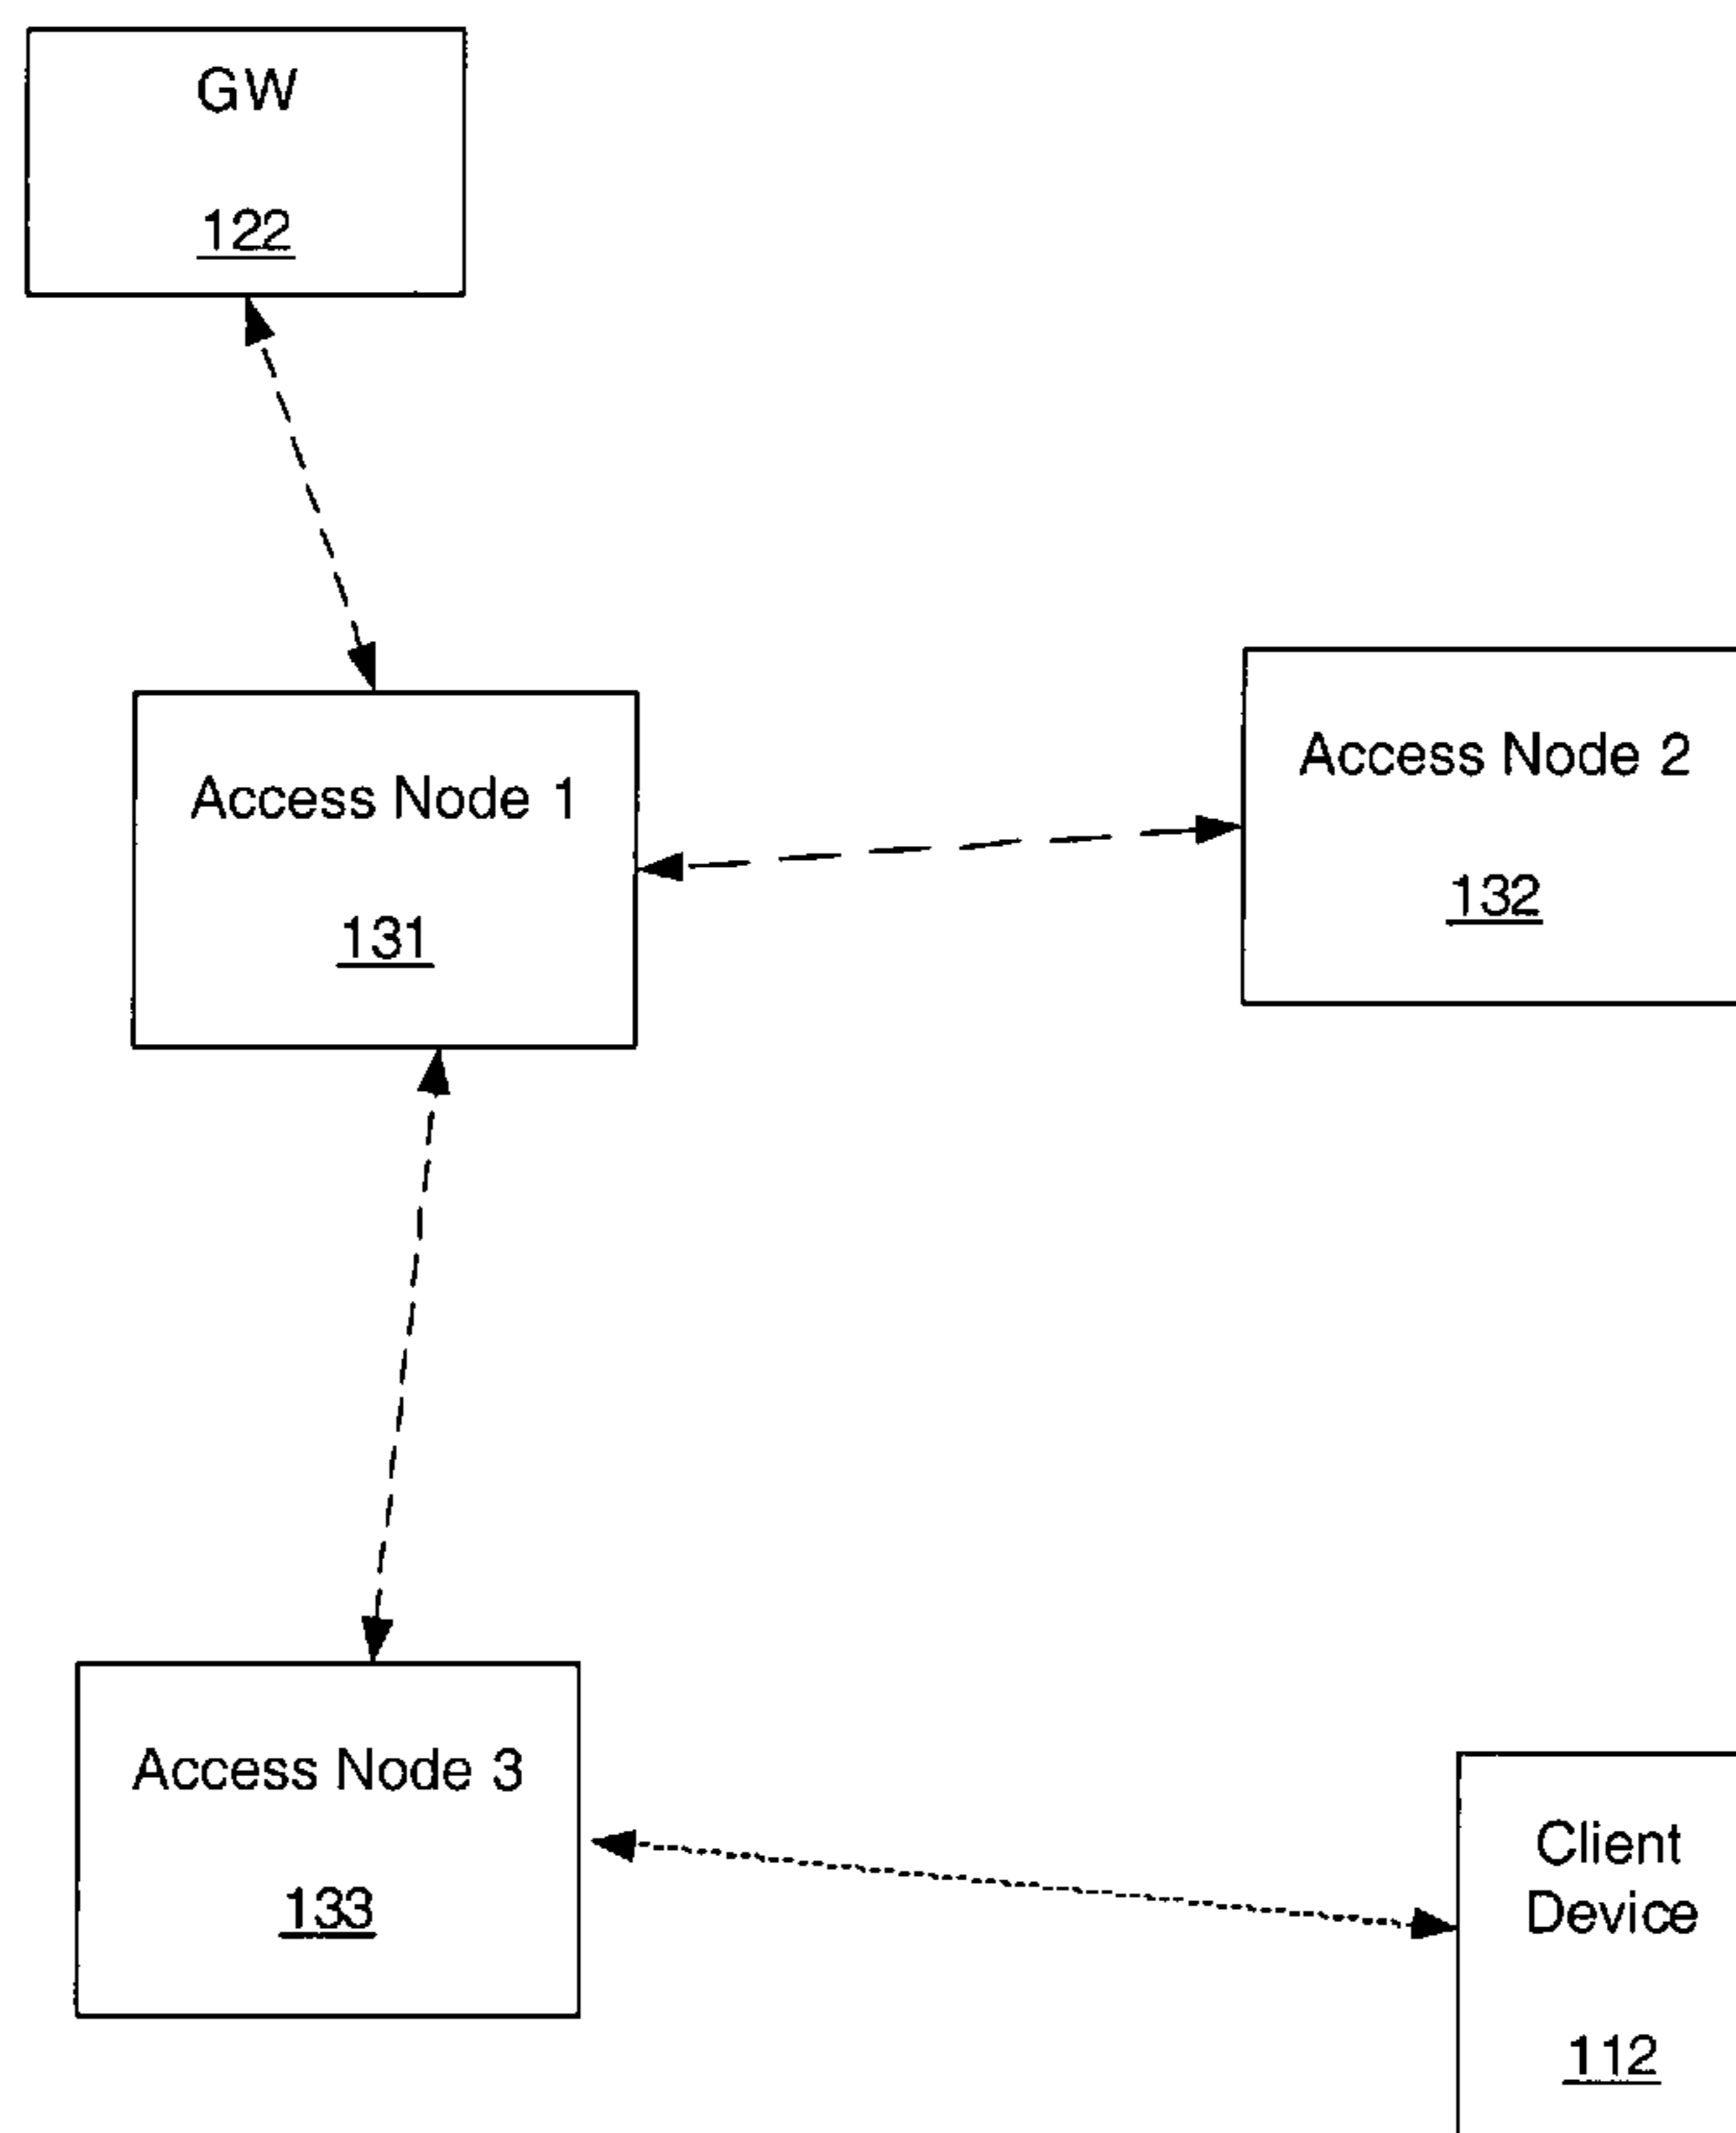 GW
122
Access Node 1
131
Access Node 2
132
Access Node 3
133
Client
Device
112